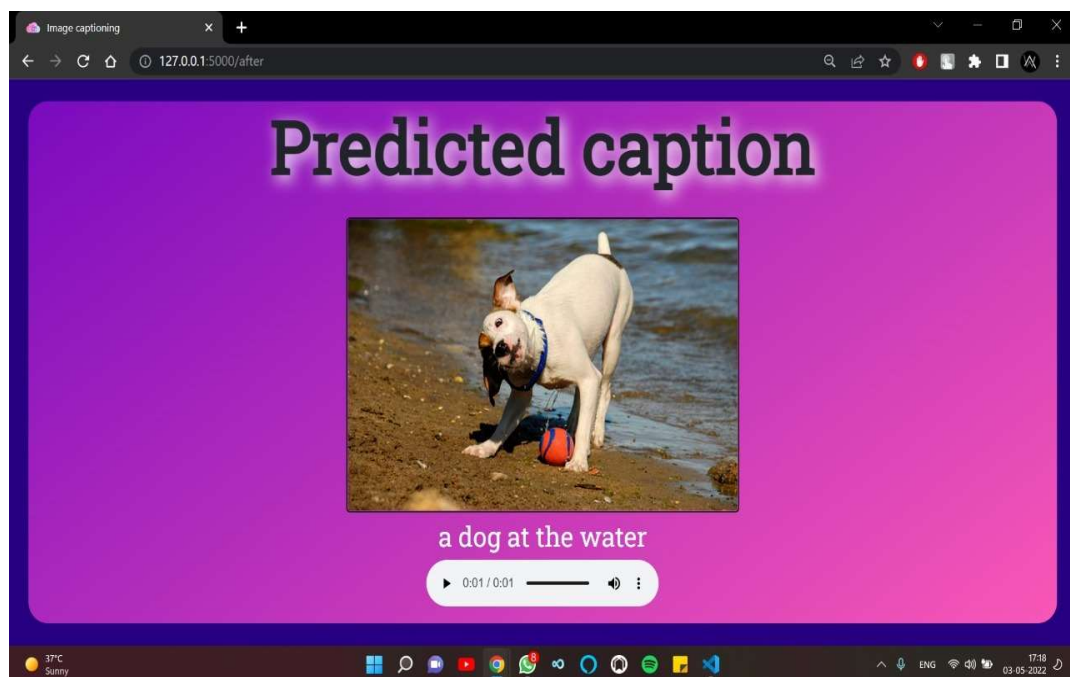 Image captioning
127.0.0.1:5000/after
Predicted caption
a dog at the water
0:01 / 0:01
37°C
Sunny
8
ENG
17:18
03-05-2022